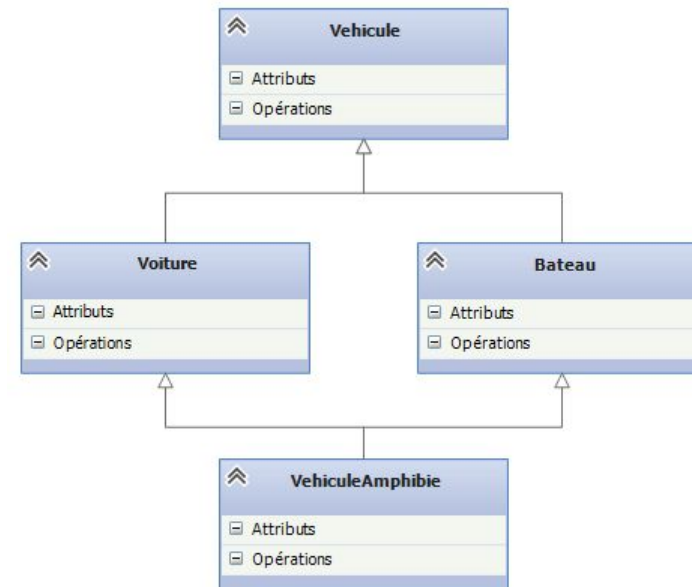 Vehicule
Attributs
Opérations
Voiture
Attributs
Opérations
Bateau
Attributs
Opérations
VehiculeAmphibie
Attributs
Opérations